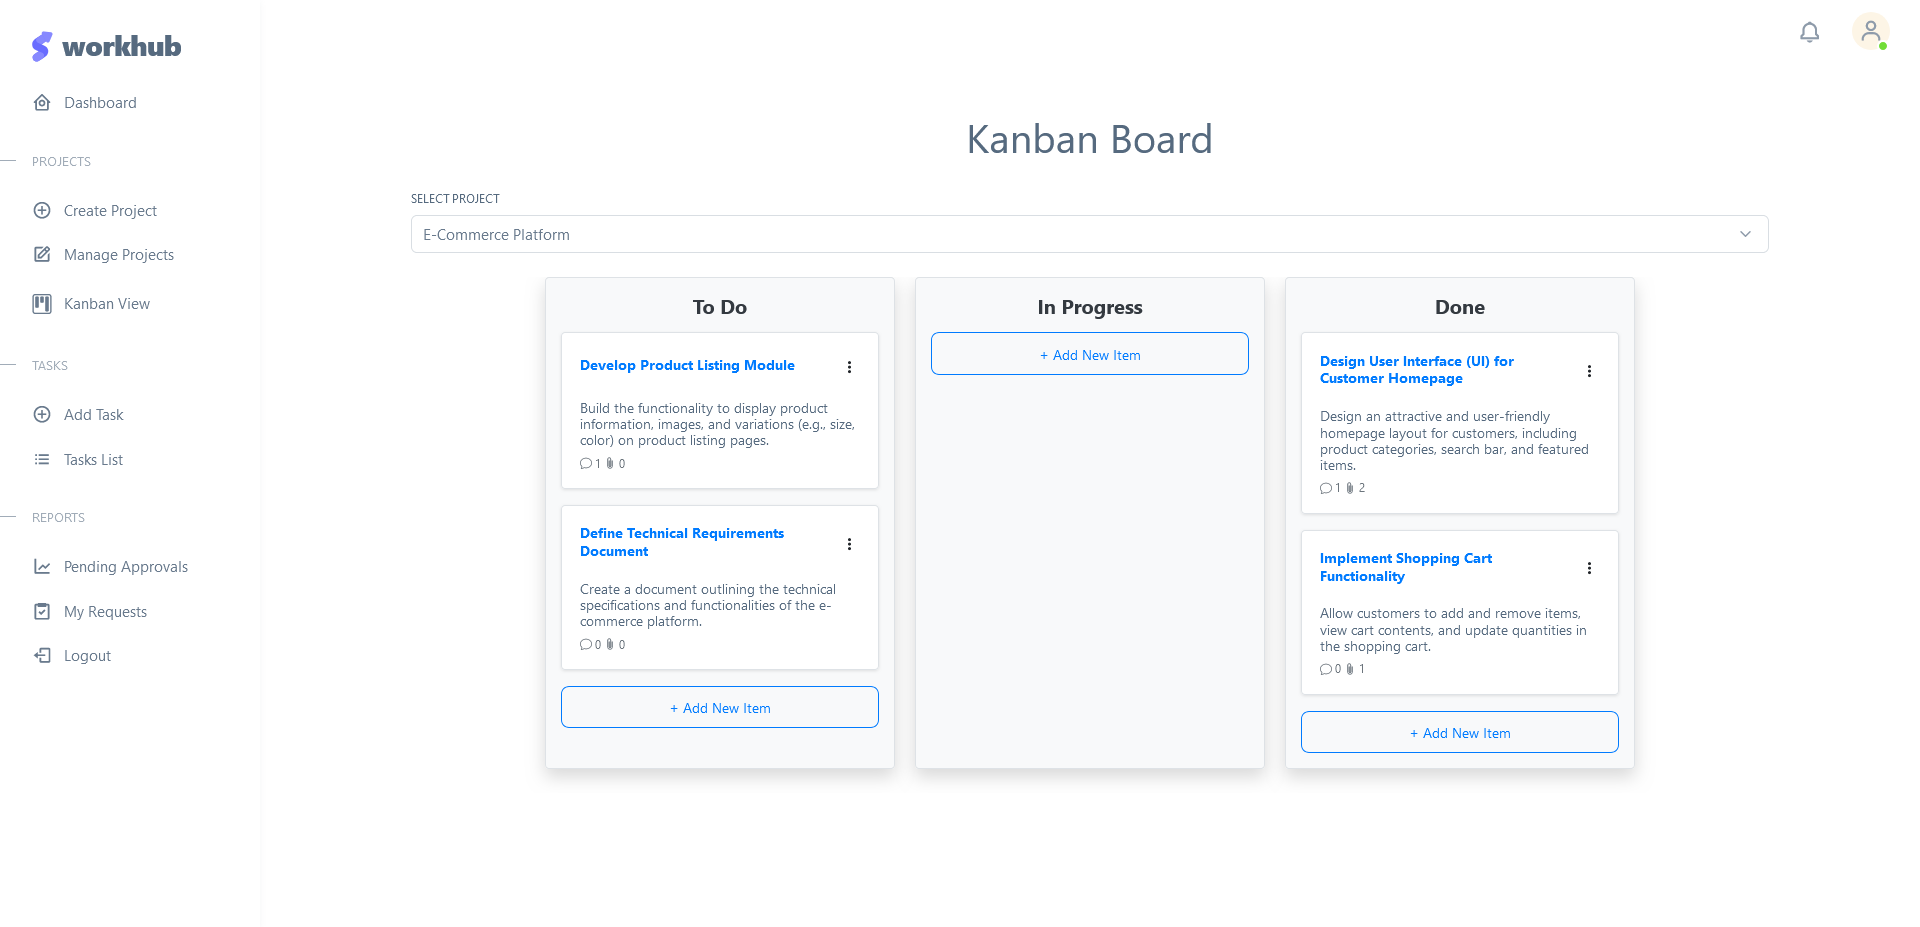 workhub
Dashboard
PROJECTS
Create Project
Manage Projects
Kanban View
TASKS
Add Task
Tasks List
REPORTS
Pending Approvals
My Requests
Logout
Kanban Board
SELECT PROJECT
E-Commerce Platform
To Do
Develop Product Listing Module
Build the functionality to display product
information, images, and variations (e.g., size,
color) on product listing pages.
1 0
Define Technical Requirements
Document
Create a document outlining the technical
specifications and functionalities of the e-
commerce platform.
0 0
+ Add New Item
In Progress
+ Add New Item
Done
Design User Interface (UI) for
Customer Homepage
Design an attractive and user-friendly
homepage layout for customers, including
product categories, search bar, and featured
items.
1 2
Implement Shopping Cart
Functionality
Allow customers to add and remove items,
view cart contents, and update quantities in
the shopping cart.
0 1
+ Add New Item